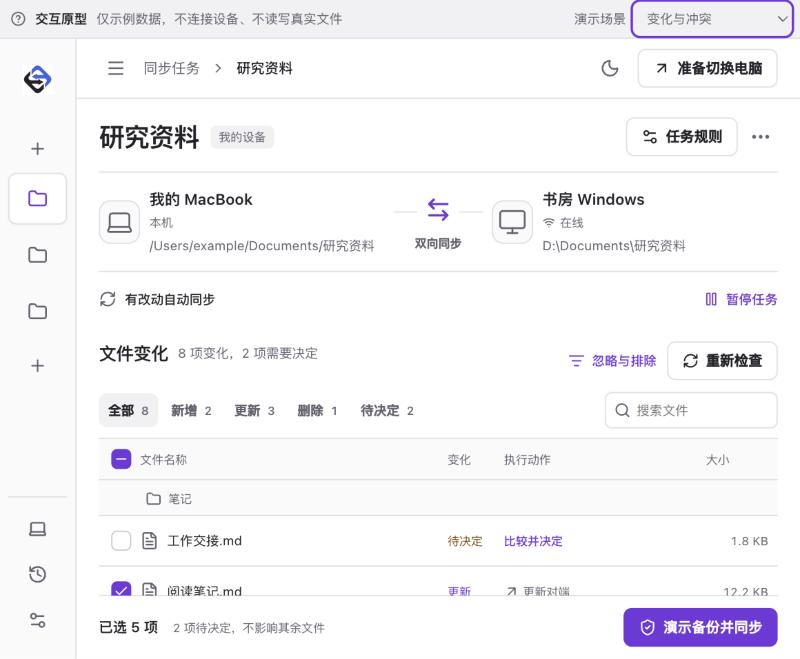 交互原型 仅示例数据，不连接设备、不读写真实文件 演示场景 变化与冲突
同步任务 研究资料 准备切换电脑
研究资料 我的设备 任务规则
我的 MacBook
本机
/Users/example/Documents/研究资料
双向同步
书房 Windows
在线
D:\Documents\研究资料
有改动自动同步 暂停任务
文件变化 8 项变化，2 项需要决定 忽略与排除 重新检查
全部 8 新增 2 更新 3 删除 1 待决定 2 搜索文件
文件名称 变化 执行动作 大小
笔记
工作交接.md 待决定 比较并决定 1.8 KB
阅读笔记.md 更新 更新对端 12.2 KB
已选 5 项 2 项待决定，不影响其余文件 演示备份并同步